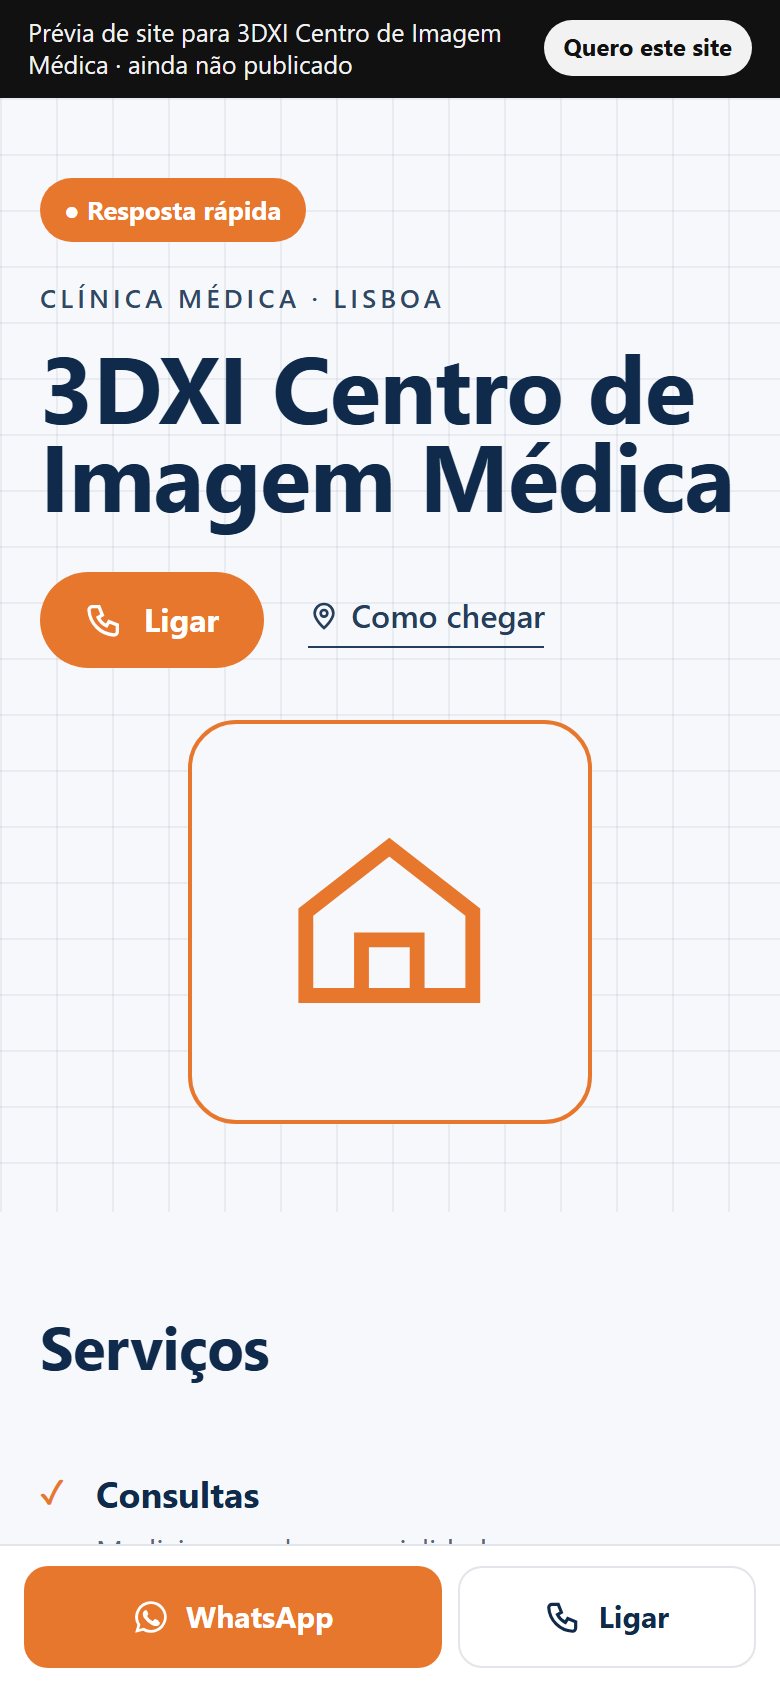 Prévia de site para 3DXI Centro de Imagem
Médica · ainda não publicado
Quero este site
● Resposta rápida
CLÍNICA MÉDICA · LISBOA
3DXI Centro de
Imagem Médica
Ligar
Como chegar
Serviços
✓ Consultas
WhatsApp
Ligar